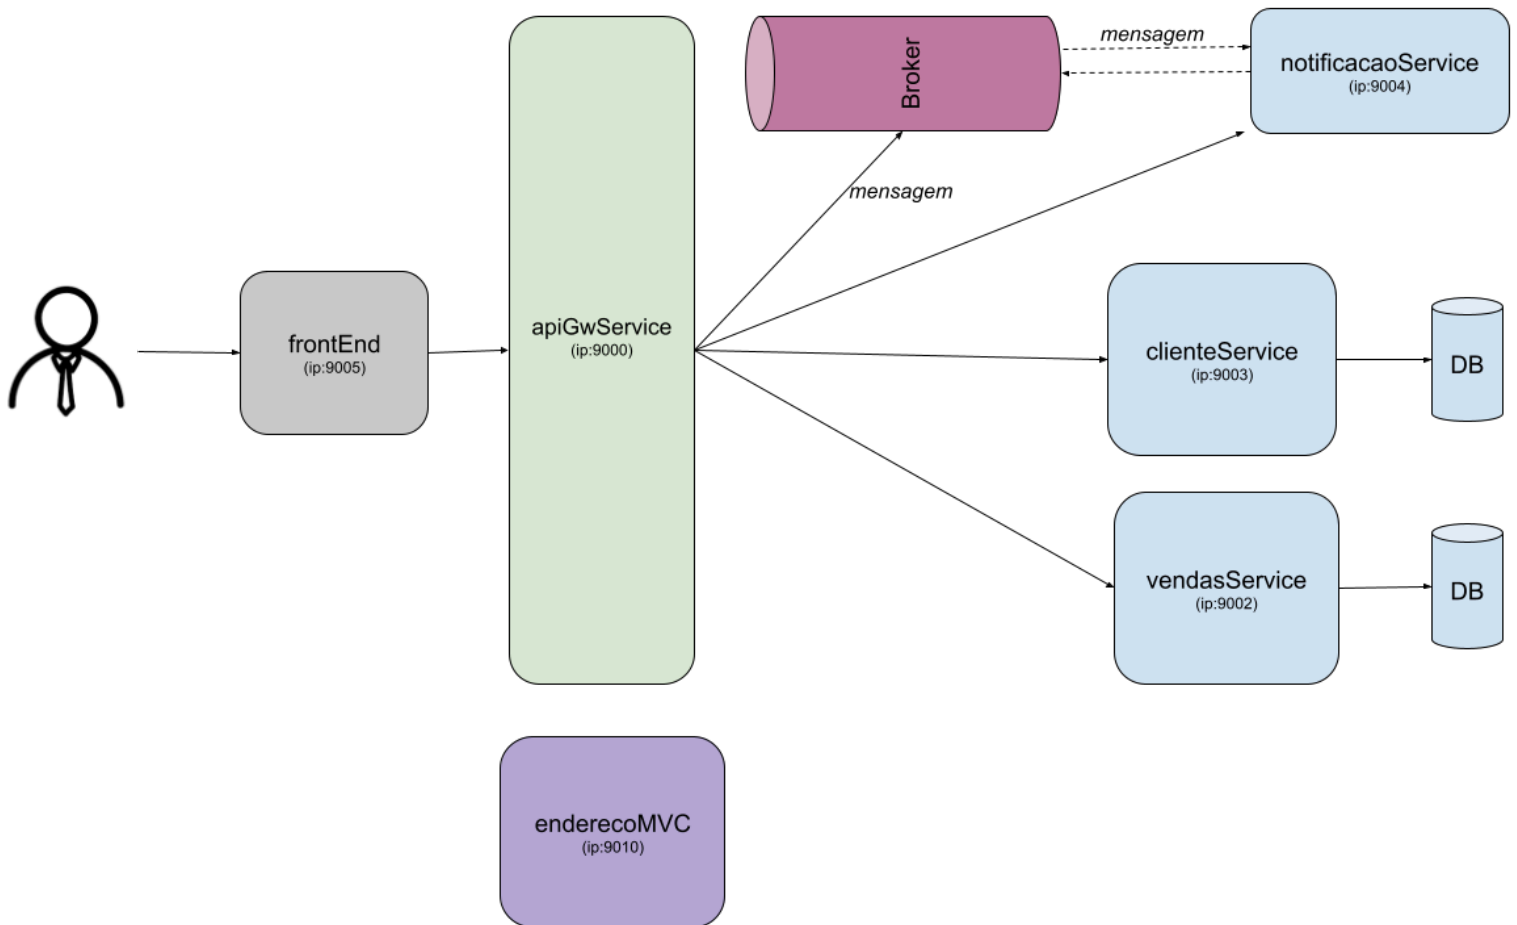 Broker
mensagem
notificacaoService
(ip:9004)
mensagem
frontEnd
(ip:9005)
apiGwService
(ip:9000)
clienteService
(ip:9003)
DB
vendasService
(ip:9002)
DB
enderecoMVC
(ip:9010)